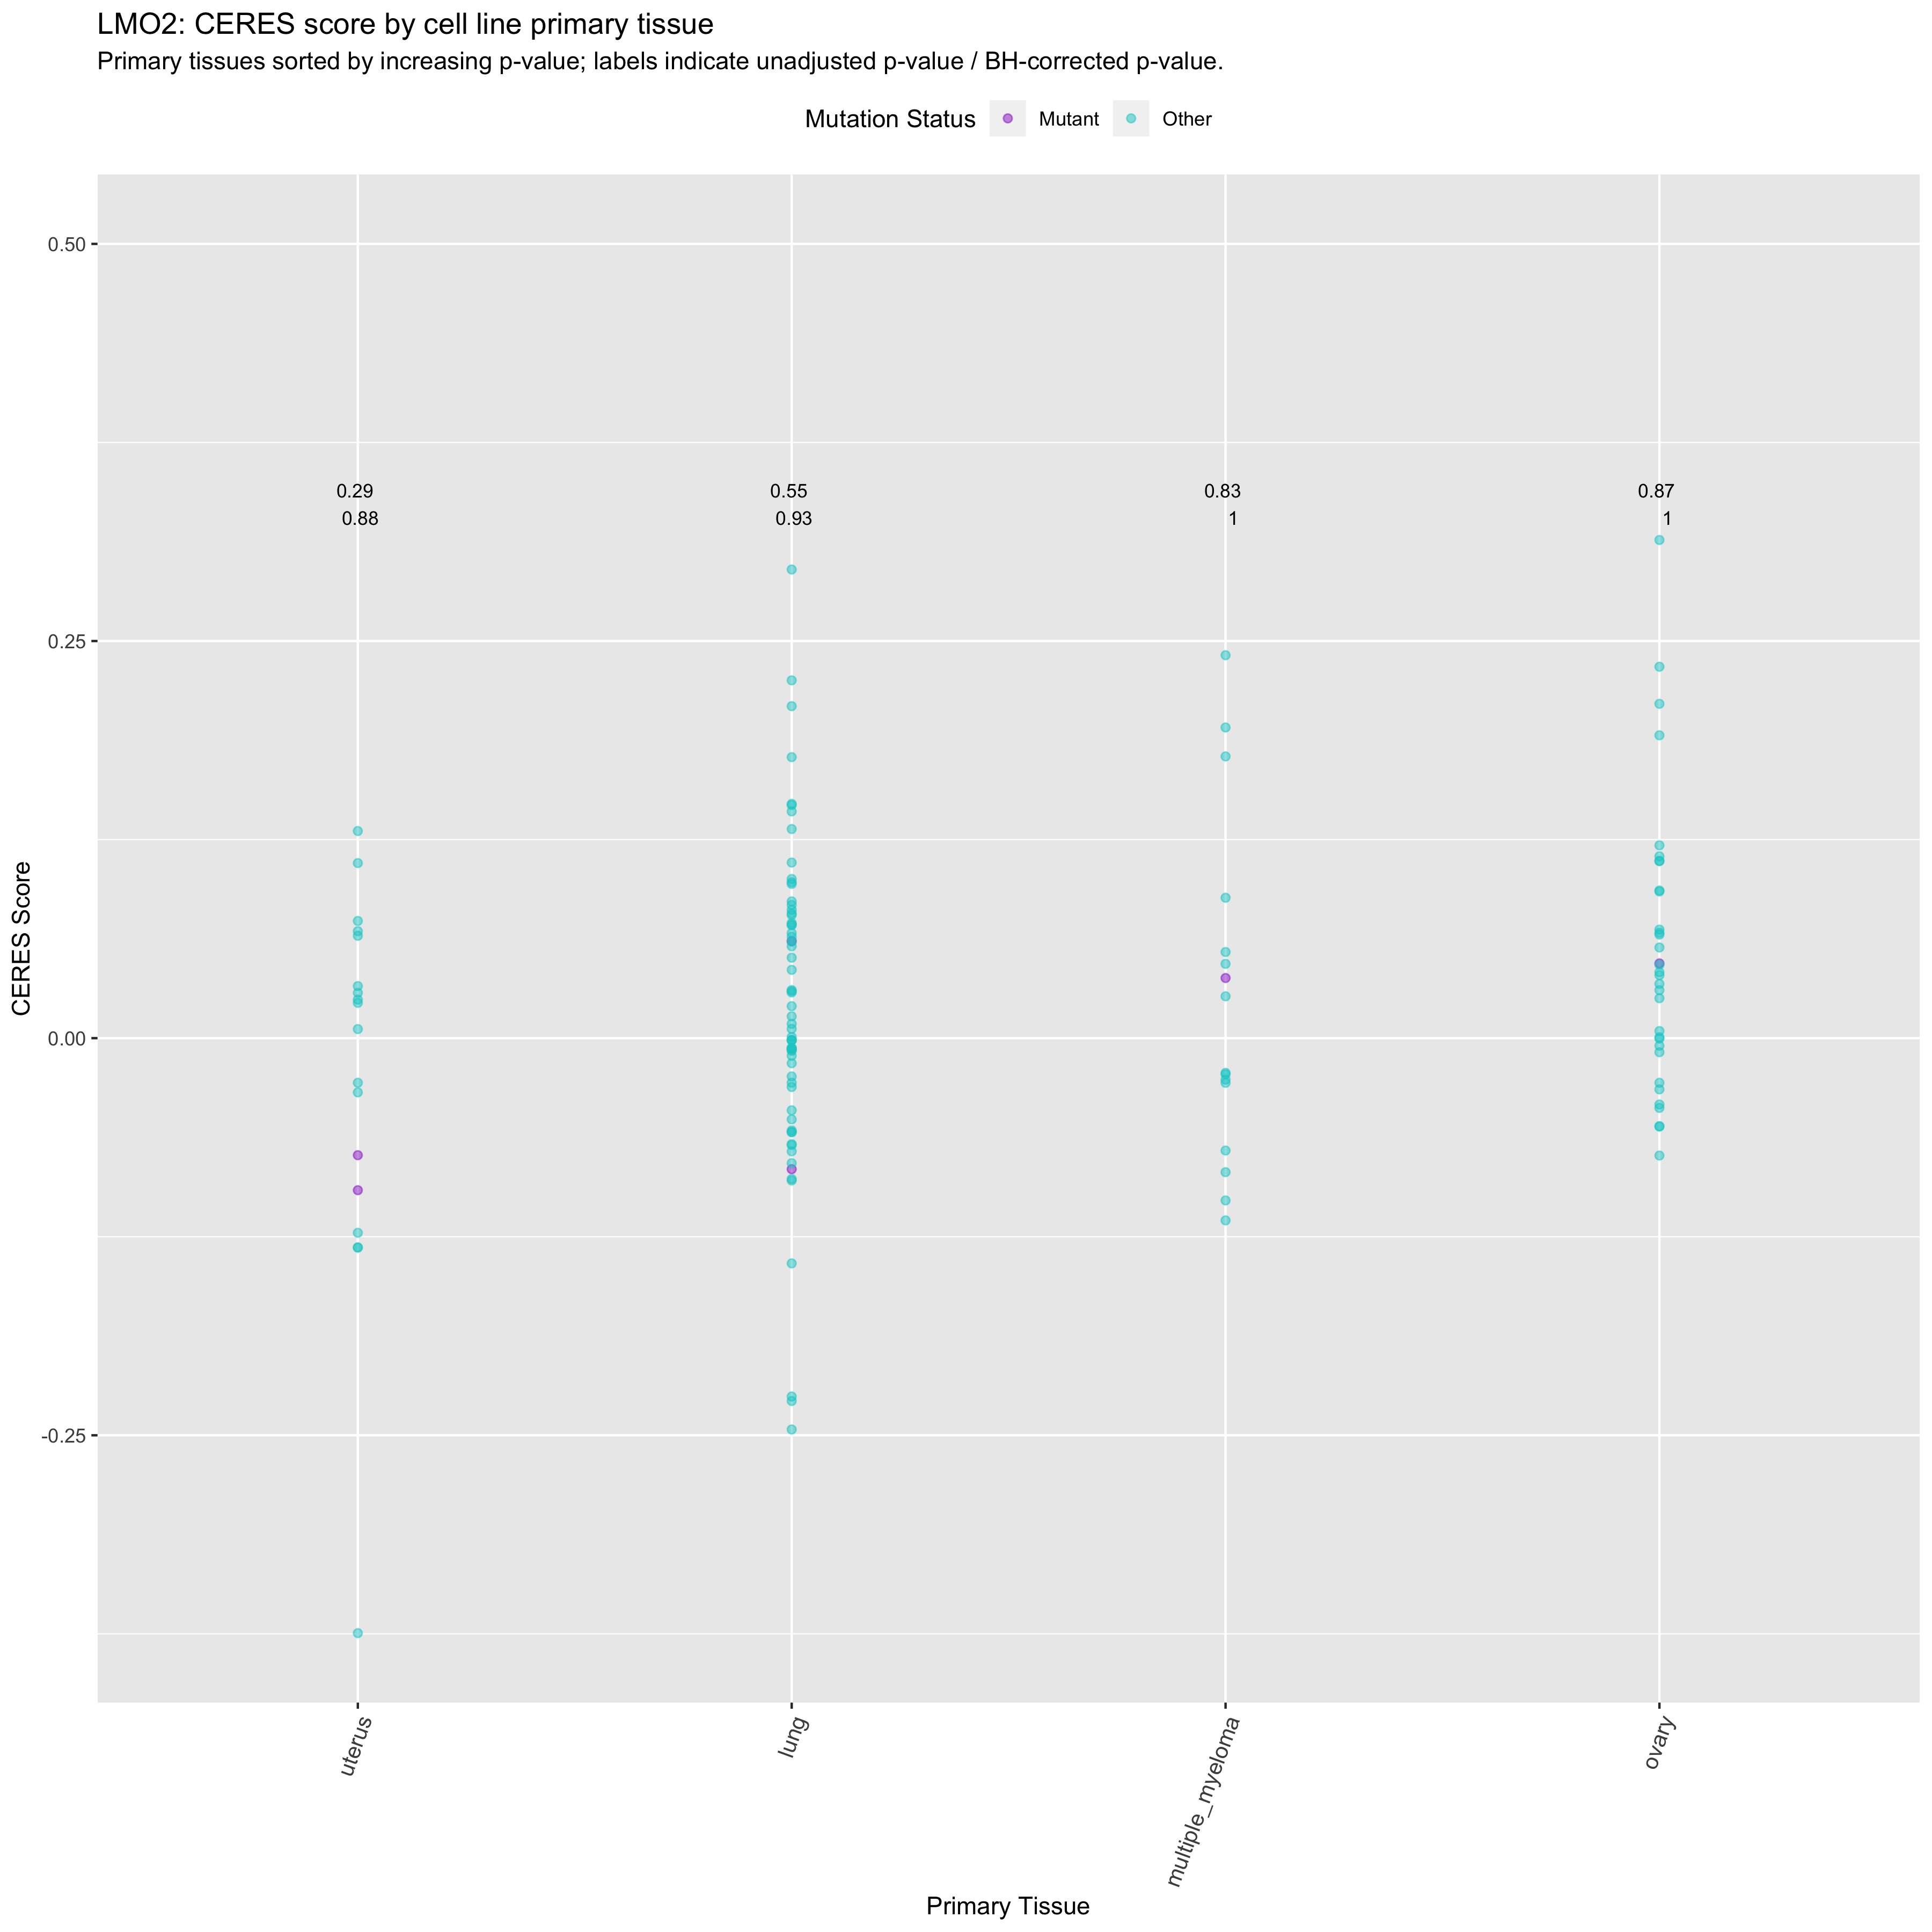 LMO2: CERES score by cell line primary tissue
Primary tissues sorted by increasing p-value; labels indicate unadjusted p-value / BH-corrected p-value.
Mutation Status Mutant Other
0.50
0.29 0.55 0.83 0.87
0.88 0.93 1 1
0.25
CERES Score
0.00
-0.25
uterus lung multiple_myeloma ovary
Primary Tissue